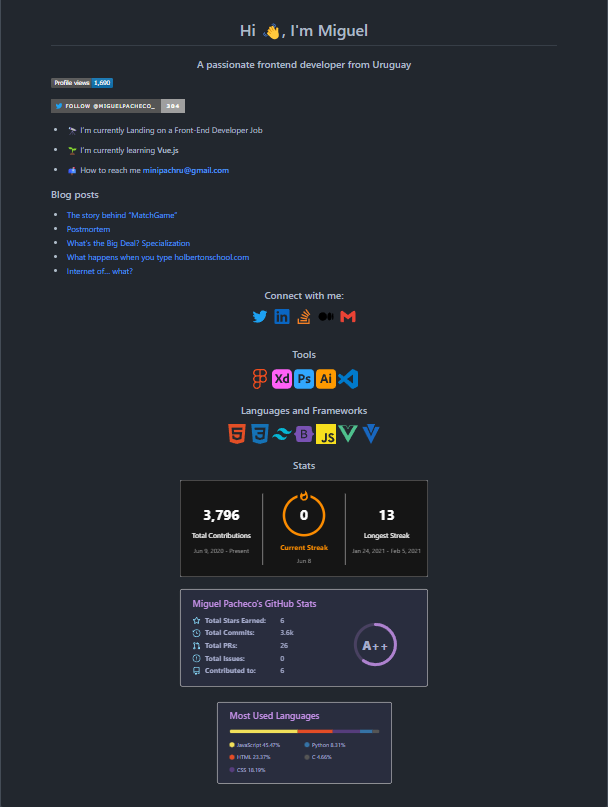 Hi 👋, I'm Miguel
A passionate frontend developer from Uruguay
Profile views 1,690
FOLLOW @MIGUELPACHECO_ 384
🔭 I'm currently Landing on a Front-End Developer Job
🌱 I'm currently learning Vue.js
📫 How to reach me minipachru@gmail.com
Blog posts
The story behind "MatchGame"
Postmortem
What's the Big Deal? Specialization
What happens when you type holbertonschool.com
Internet of... what?
Connect with me:
Tools
Xd Ps Ai
Languages and Frameworks
5 3 B JS
Stats
3,796 0 13
Total Contributions Current Streak Longest Streak
Jun 9, 2020 – Present Jun 8 Jan 24, 2021 – Feb 5, 2021
Miguel Pacheco's GitHub Stats
Total Stars Earned: 6
Total Commits: 3.6k
Total PRs: 26
Total Issues: 0
Contributed to: 6
A++
Most Used Languages
JavaScript 45.47% Python 8.31%
HTML 23.37% C 4.66%
CSS 18.19%